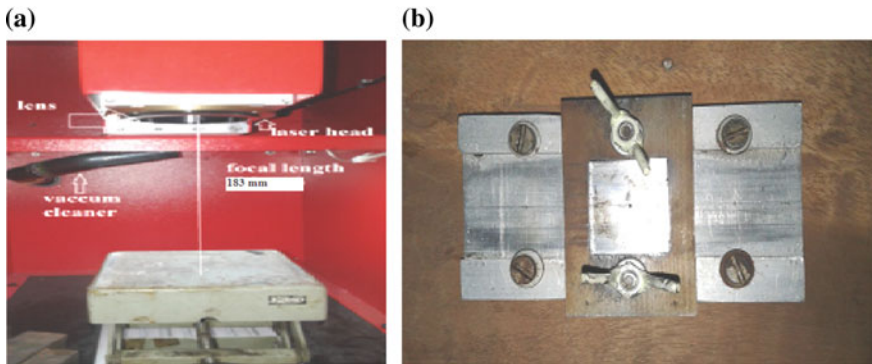 (a)
(b)
lens
laser head
focal length
183 mm
vaccum
cleaner